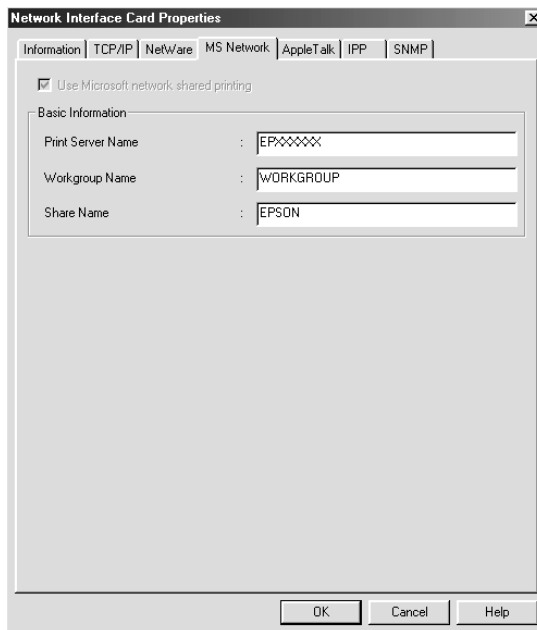 Network Interface Card Properties
Information TCP/IP NetWare MS Network AppleTalk IPP SNMP
Use Microsoft network shared printing
Basic Information
Print Server Name : EPXXXXXX
Workgroup Name : WORKGROUP
Share Name : EPSON
OK Cancel Help